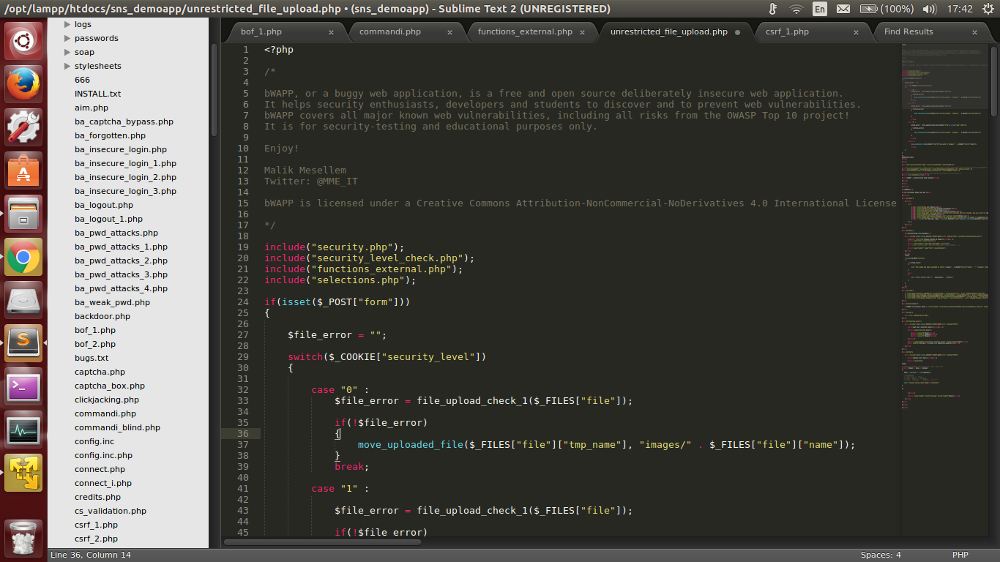 /opt/lampp/htdocs/sns_demoapp/unrestricted_file_upload.php • (sns_demoapp) - Sublime Text 2 (UNREGISTERED)
En (100%) 17:42
logs
passwords
soap
stylesheets
666
INSTALL.txt
aim.php
ba_captcha_bypass.php
ba_forgotten.php
ba_insecure_login.php
ba_insecure_login_1.php
ba_insecure_login_2.php
ba_insecure_login_3.php
ba_logout.php
ba_logout_1.php
ba_pwd_attacks.php
ba_pwd_attacks_1.php
ba_pwd_attacks_2.php
ba_pwd_attacks_3.php
ba_pwd_attacks_4.php
ba_weak_pwd.php
backdoor.php
bof_1.php
bof_2.php
bugs.txt
captcha.php
captcha_box.php
clickjacking.php
commandi.php
commandi_blind.php
config.inc
config.inc.php
connect.php
connect_i.php
credits.php
cs_validation.php
csrf_1.php
csrf_2.php
bof_1.php × commandi.php × functions_external.php × unrestricted_file_upload.php • csrf_1.php × Find Results ×
1 <?php
2
3 /*
4
5 bWAPP, or a buggy web application, is a free and open source deliberately insecure web application.
6 It helps security enthusiasts, developers and students to discover and to prevent web vulnerabilities.
7 bWAPP covers all major known web vulnerabilities, including all risks from the OWASP Top 10 project!
8 It is for security-testing and educational purposes only.
9
10 Enjoy!
11
12 Malik Mesellem
13 Twitter: @MME_IT
14
15 bWAPP is licensed under a Creative Commons Attribution-NonCommercial-NoDerivatives 4.0 International License
16
17 */
18
19 include("security.php");
20 include("security_level_check.php");
21 include("functions_external.php");
22 include("selections.php");
23
24 if(isset($_POST["form"]))
25 {
26
27 $file_error = "";
28
29 switch($_COOKIE["security_level"])
30 {
31
32 case "0" :
33 $file_error = file_upload_check_1($_FILES["file"]);
34
35 if(!$file_error)
36 {
37 move_uploaded_file($_FILES["file"]["tmp_name"], "images/" . $_FILES["file"]["name"]);
38 }
39 break;
40
41 case "1" :
42
43 $file_error = file_upload_check_1($_FILES["file"]);
44
45 if(!$file_error)
Line 36, Column 14 Spaces: 4 PHP